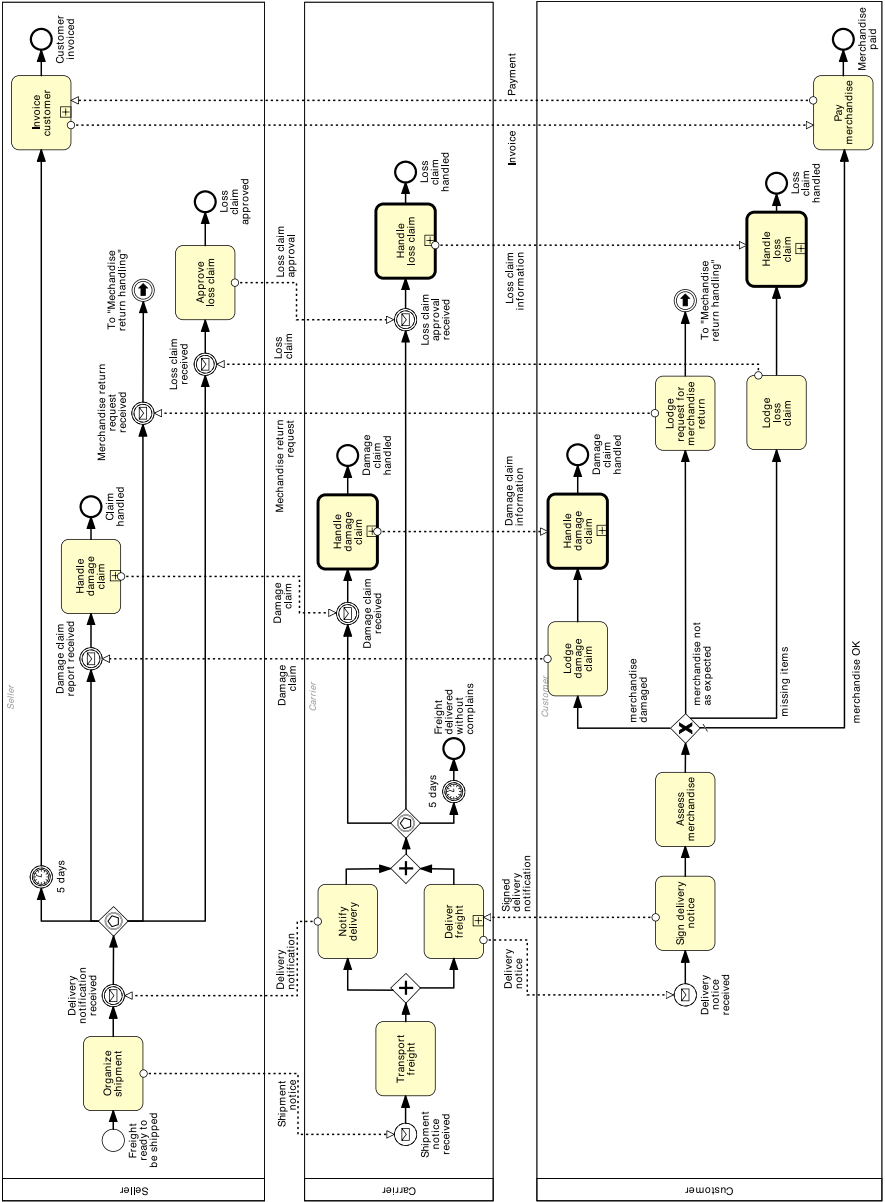 Seller
Seller
Freight
ready to
be shipped
Organize
shipment
Delivery
notification
received
5 days
Damage claim
report received
Handle
damage
claim
Claim
handled
Merchandise return
request
received
To "Mechandise
return handling"
Loss claim
received
Approve
loss claim
Loss
claim
approved
Invoice
customer
Customer
invoiced
Shipment
notice
Delivery
notification
Damage
claim
Damage
claim
Mechandise return
request
Loss
claim
Loss claim
approval
Carrier
Carrier
Shipment
notice
received
Transport
freight
Notify
delivery
Deliver
freight
5 days
Freight
delivered
without
complains
Damage claim
received
Handle
damage
claim
Damage
claim
handled
Loss claim
approval
received
Handle
loss claim
Loss
claim
handled
Delivery
notice
Signed
delivery
notification
Damage claim
information
Loss claim
information
Invoice
Payment
Customer
Customer
Delivery
notice
received
Sign delivery
notice
Assess
merchandise
merchandise
damaged
merchandise not
as expected
missing items
merchandise OK
Lodge
damage
claim
Handle
damage
claim
Damage
claim
handled
Lodge
request for
merchandise
return
To "Mechandise
return handling"
Lodge
loss
claim
Handle
loss
claim
Loss
claim
handled
Pay
merchandise
Merchandise
paid